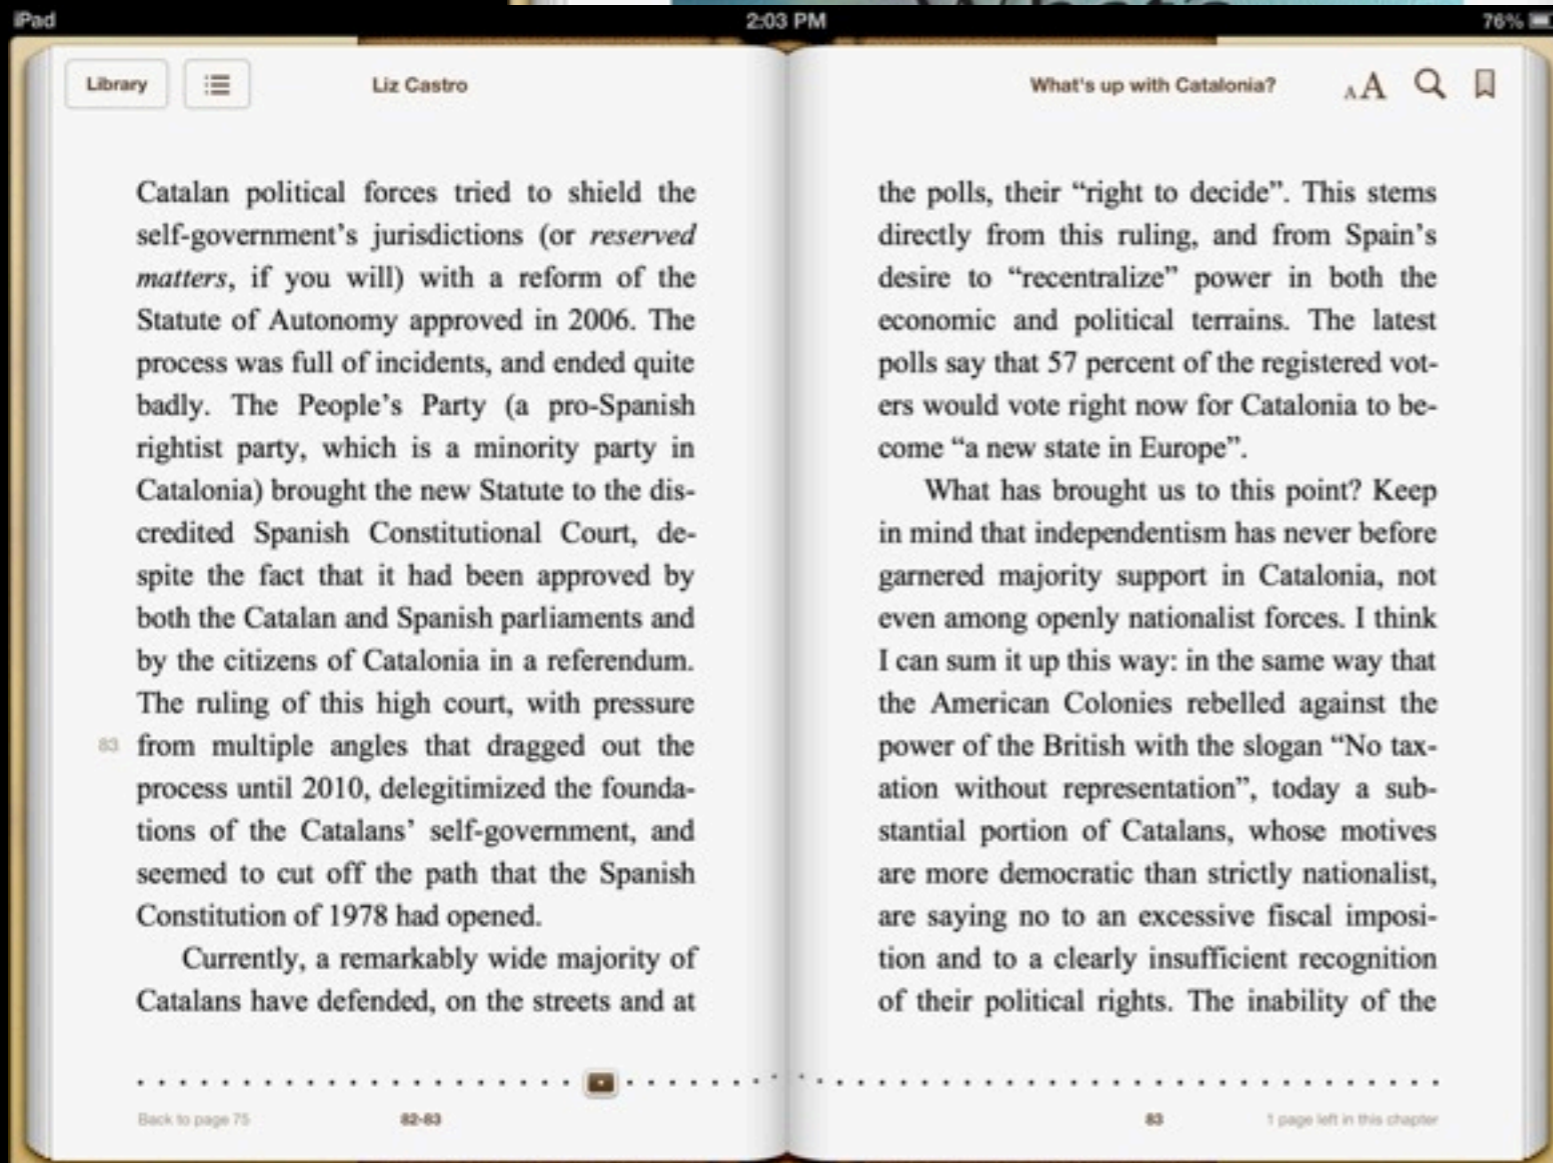 What's
iPad
2:03 PM
76%
Library
Liz Castro
What's up with Catalonia?
AA
Catalan political forces tried to shield the
self-government's jurisdictions (or reserved
matters, if you will) with a reform of the
Statute of Autonomy approved in 2006. The
process was full of incidents, and ended quite
badly. The People's Party (a pro-Spanish
rightist party, which is a minority party in
Catalonia) brought the new Statute to the dis-
credited Spanish Constitutional Court, de-
spite the fact that it had been approved by
both the Catalan and Spanish parliaments and
by the citizens of Catalonia in a referendum.
The ruling of this high court, with pressure
83 from multiple angles that dragged out the
process until 2010, delegitimized the founda-
tions of the Catalans' self-government, and
seemed to cut off the path that the Spanish
Constitution of 1978 had opened.
Currently, a remarkably wide majority of
Catalans have defended, on the streets and at
Back to page 75
82-83
the polls, their “right to decide”. This stems
directly from this ruling, and from Spain's
desire to “recentralize” power in both the
economic and political terrains. The latest
polls say that 57 percent of the registered vot-
ers would vote right now for Catalonia to be-
come “a new state in Europe”.
What has brought us to this point? Keep
in mind that independentism has never before
garnered majority support in Catalonia, not
even among openly nationalist forces. I think
I can sum it up this way: in the same way that
the American Colonies rebelled against the
power of the British with the slogan “No tax-
ation without representation”, today a sub-
stantial portion of Catalans, whose motives
are more democratic than strictly nationalist,
are saying no to an excessive fiscal imposi-
tion and to a clearly insufficient recognition
of their political rights. The inability of the
83
1 page left in this chapter